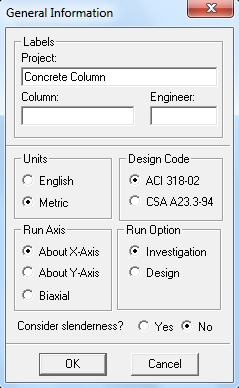 General Information
Labels
Project:
Concrete Column
Column:
Engineer:
Units
English
Metric
Design Code
ACI 318-02
CSA A23.3-94
Run Axis
About X-Axis
About Y-Axis
Biaxial
Run Option
Investigation
Design
Consider slenderness? Yes No
OK Cancel